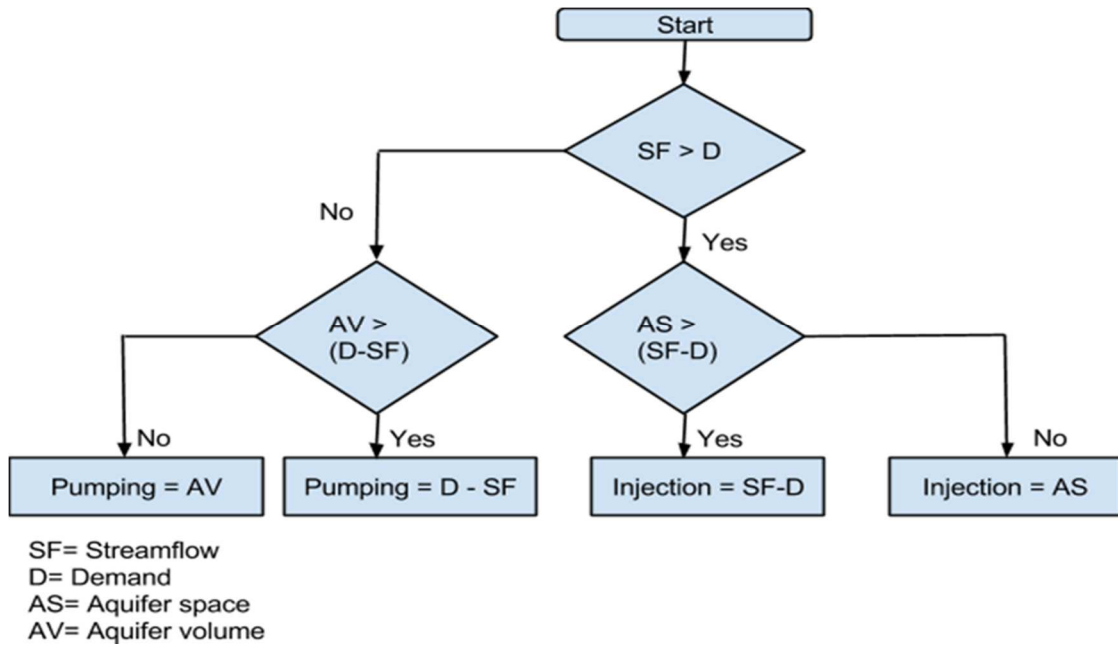 Start
SF > D
No
Yes
AV >
(D-SF)
AS >
(SF-D)
No
Yes
Yes
No
Pumping = AV
Pumping = D - SF
Injection = SF-D
Injection = AS
SF= Streamflow
D= Demand
AS= Aquifer space
AV= Aquifer volume